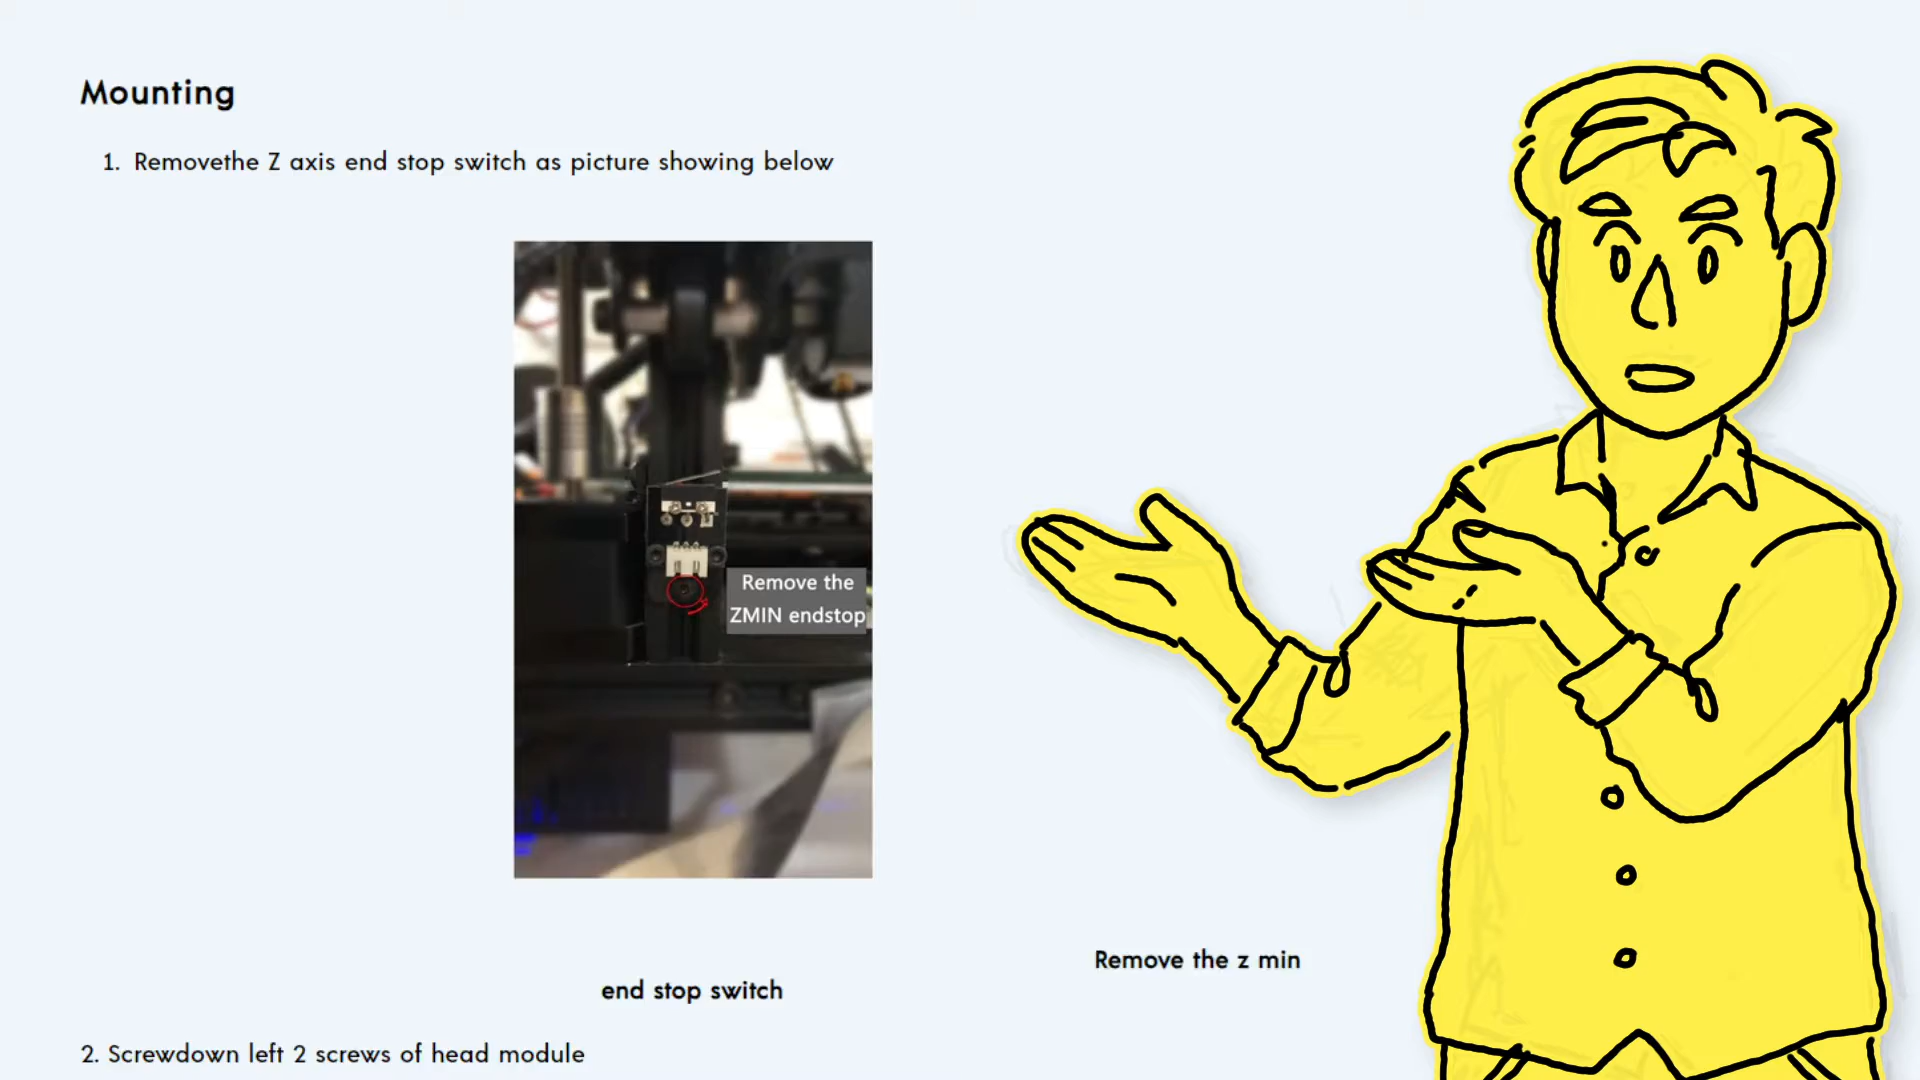 Mounting
1. Removethe Z axis end stop switch as picture showing below
Remove the
ZMIN endstop
Remove the z min
end stop switch
2. Screwdown left 2 screws of head module